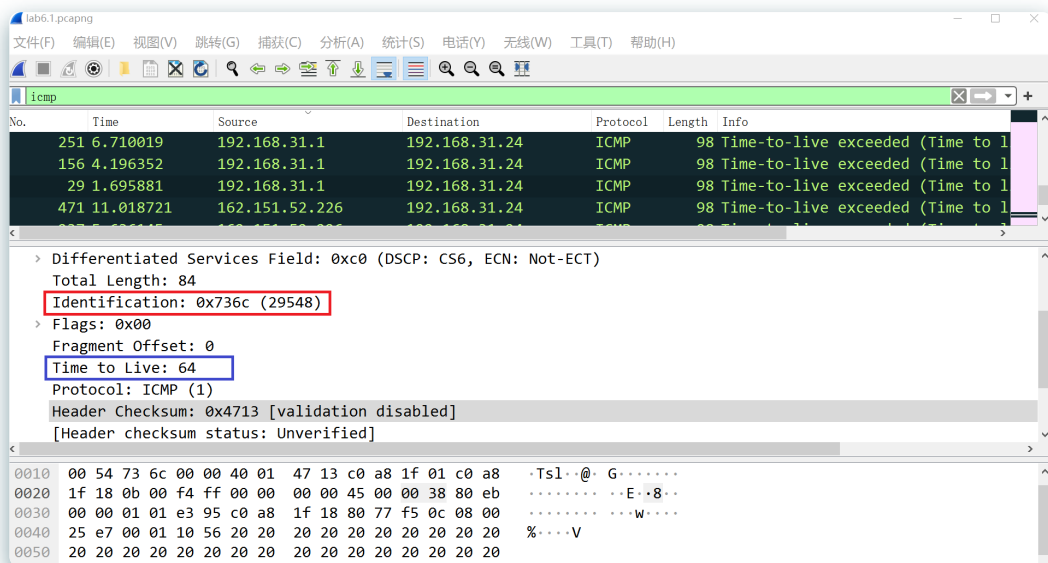 lab6.1.pcapng
文件(F) 编辑(E) 视图(V) 跳转(G) 捕获(C) 分析(A) 统计(S) 电话(Y) 无线(W) 工具(T) 帮助(H)
icmp
No. Time Source Destination Protocol Length Info
251 6.710019 192.168.31.1 192.168.31.24 ICMP 98 Time-to-live exceeded (Time to l
156 4.196352 192.168.31.1 192.168.31.24 ICMP 98 Time-to-live exceeded (Time to l
29 1.695881 192.168.31.1 192.168.31.24 ICMP 98 Time-to-live exceeded (Time to l
471 11.018721 162.151.52.226 192.168.31.24 ICMP 98 Time-to-live exceeded (Time to l
Differentiated Services Field: 0xc0 (DSCP: CS6, ECN: Not-ECT)
Total Length: 84
Identification: 0x736c (29548)
Flags: 0x00
Fragment Offset: 0
Time to Live: 64
Protocol: ICMP (1)
Header Checksum: 0x4713 [validation disabled]
[Header checksum status: Unverified]
0010 00 54 73 6c 00 00 40 01 47 13 c0 a8 1f 01 c0 a8 ·Tsl··@· G·······
0020 1f 18 0b 00 f4 ff 00 00 00 00 45 00 00 38 80 eb ········ ··E··8··
0030 00 00 01 01 e3 95 c0 a8 1f 18 80 77 f5 0c 08 00 ········ ···w····
0040 25 e7 00 01 10 56 20 20 20 20 20 20 20 20 20 20 %····V
0050 20 20 20 20 20 20 20 20 20 20 20 20 20 20 20 20